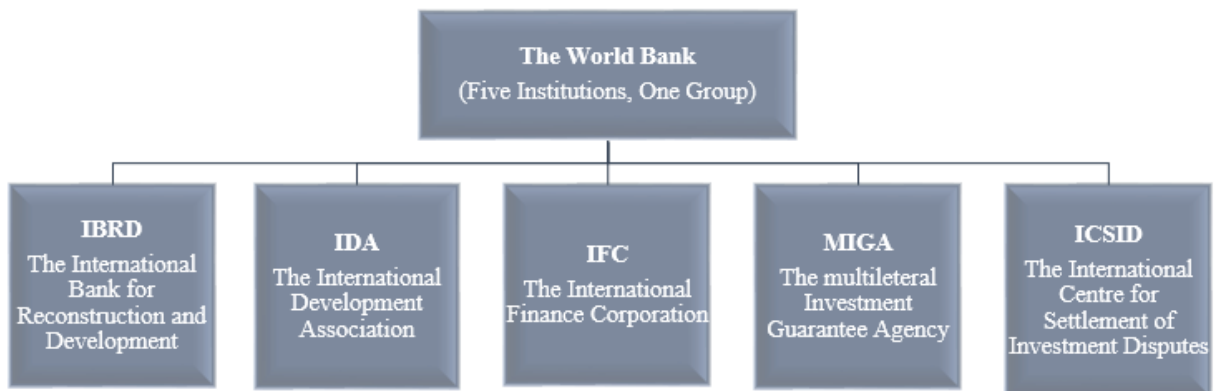 The World Bank
(Five Institutions, One Group)
IBRD
The International
Bank for
Reconstruction and
Development
IDA
The International
Development
Association
IFC
The International
Finance Corporation
MIGA
The multileteral
Investment
Guarantee Agency
ICSID
The International
Centre for
Settlement of
Investment Disputes